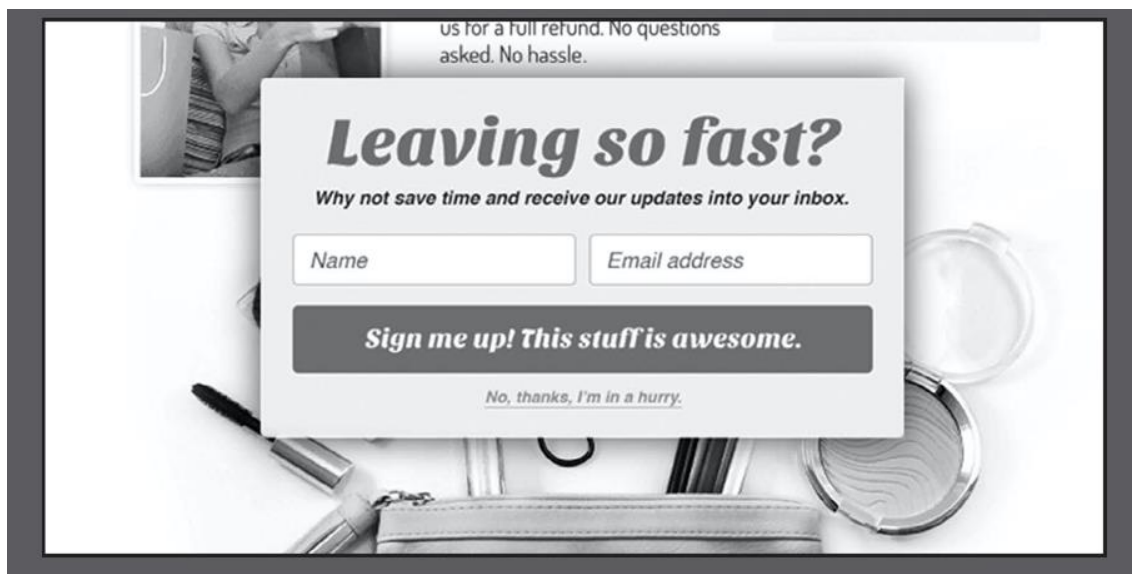 us for a full refund. No questions
asked. No hassle.
Leaving so fast?
Why not save time and receive our updates into your inbox.
Name
Email address
Sign me up! This stuff is awesome.
No, thanks, I'm in a hurry.